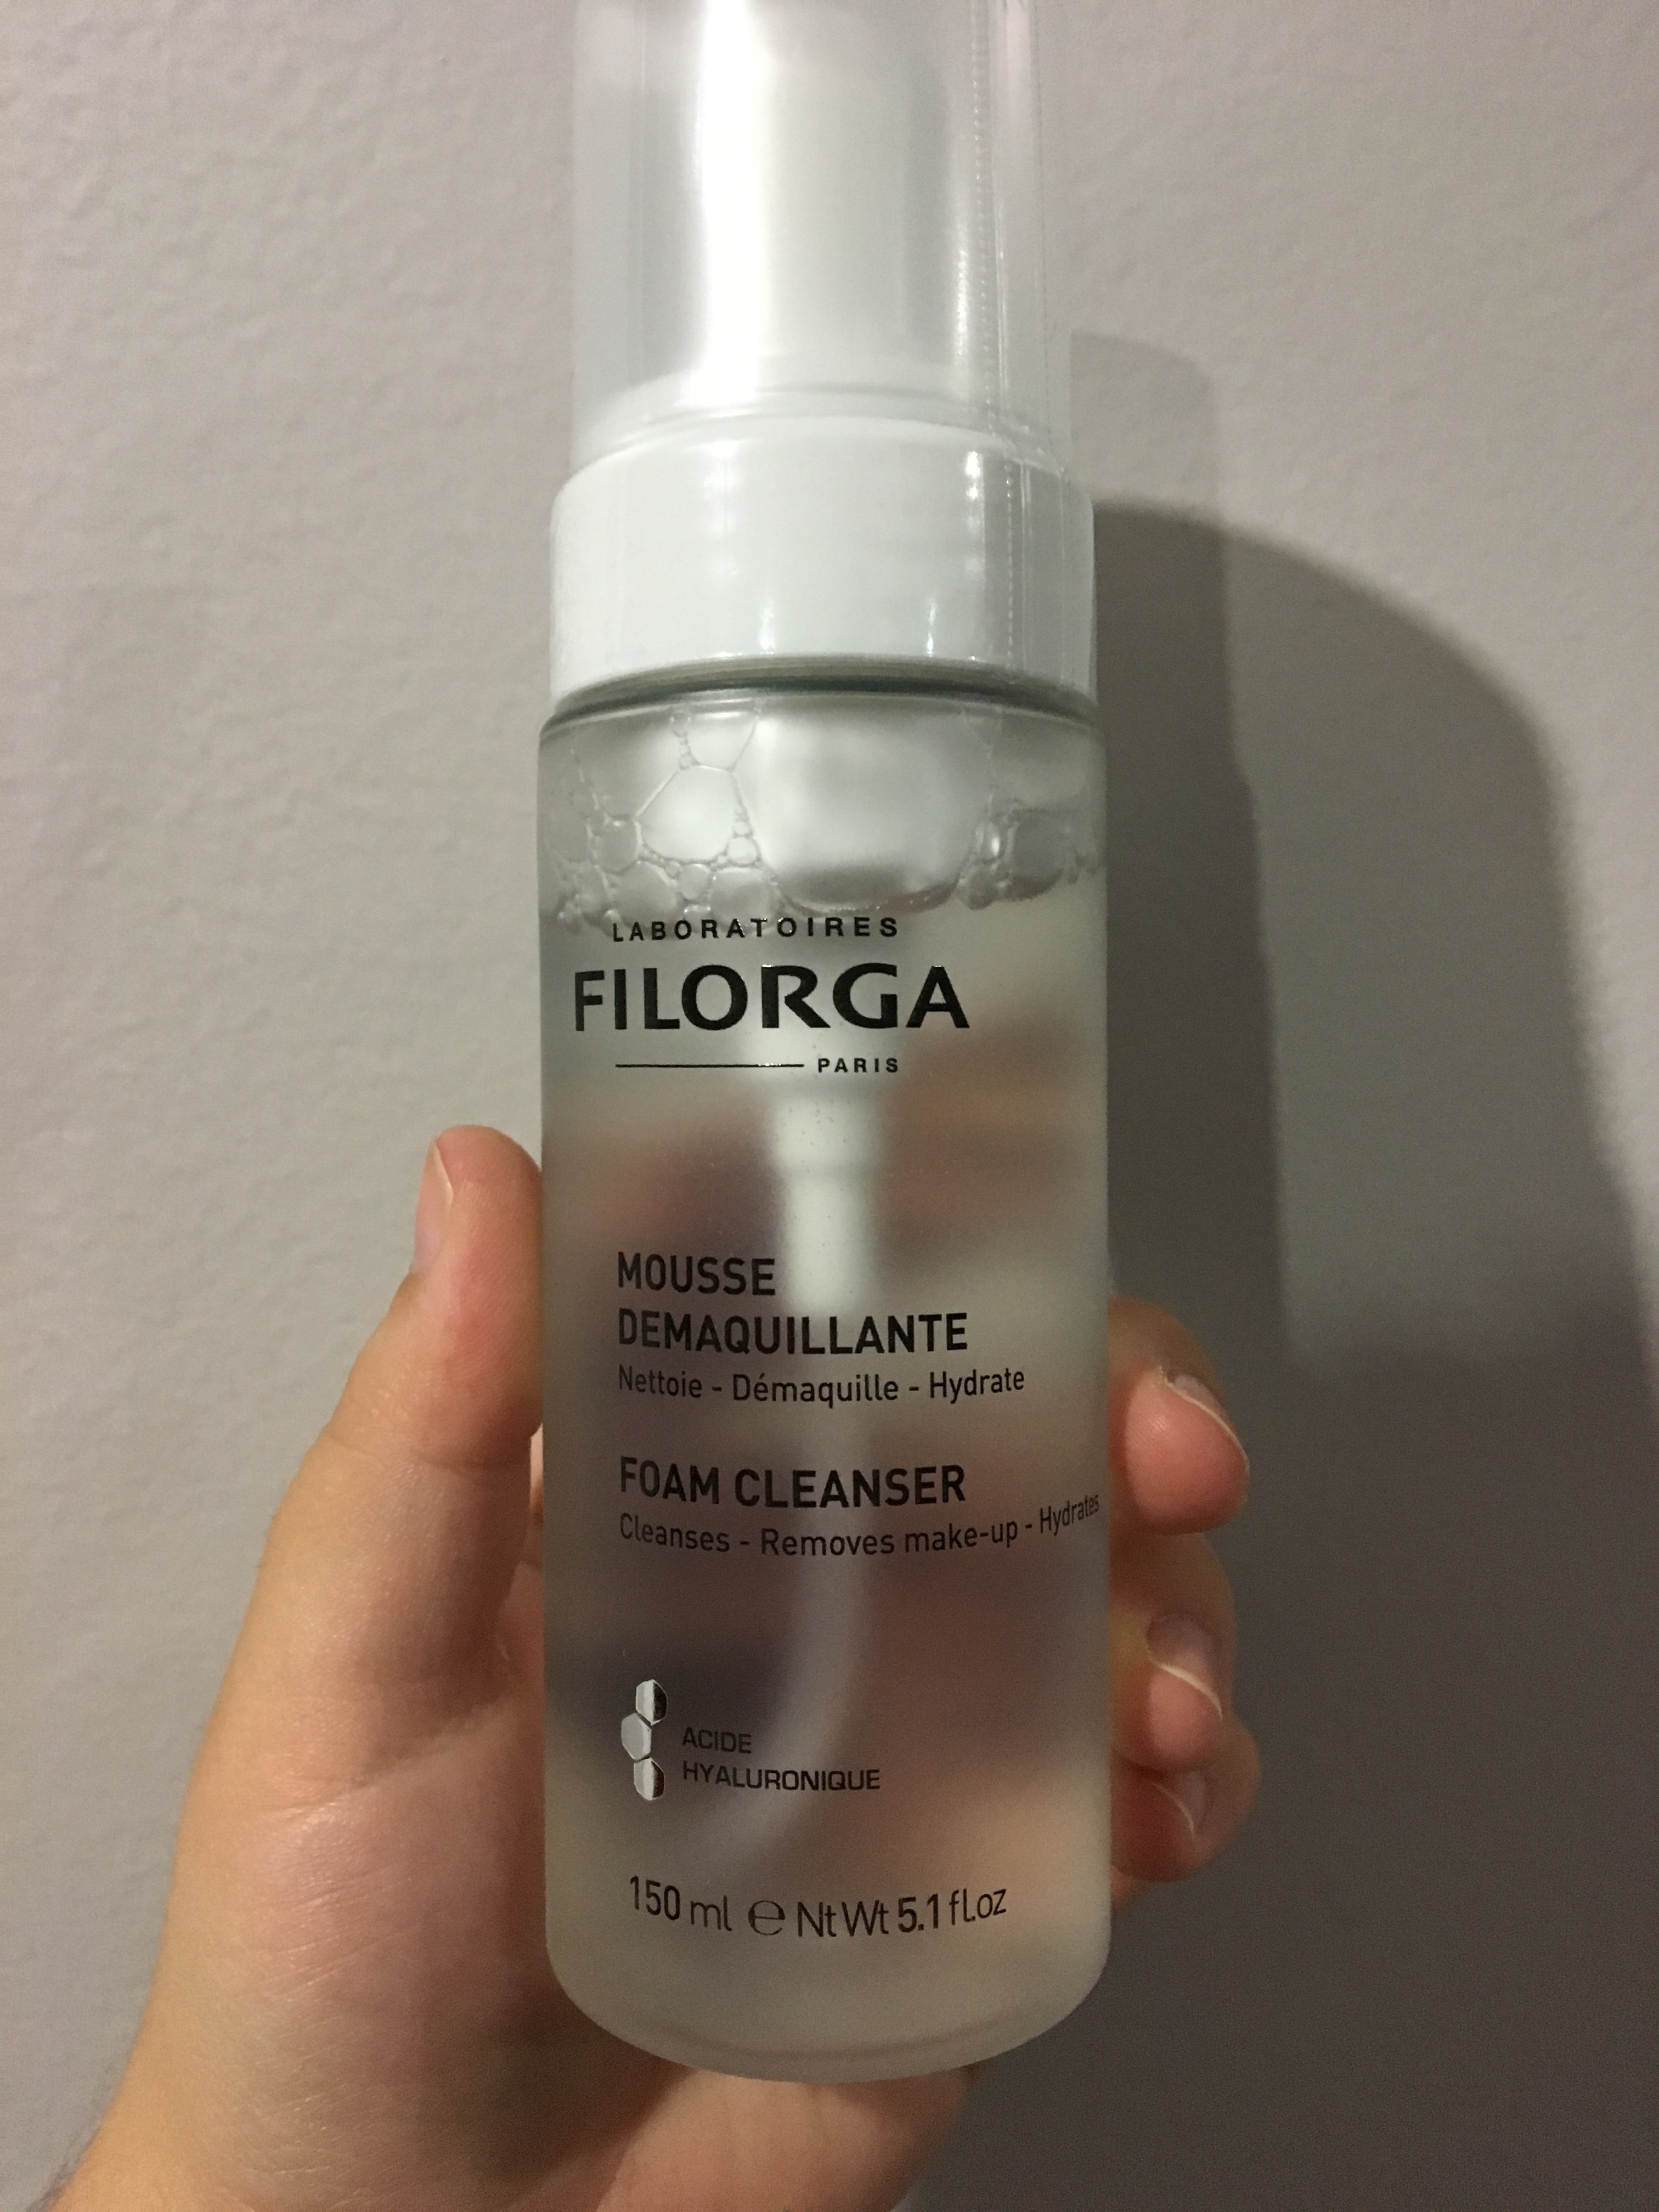 LABORATOIRES
FILORGA
PARIS
MOUSSE
DEMAQUILLANTE
Nettoie - Démaquille - Hydrate
FOAM CLEANSER
Cleanses - Removes make-up - Hydrates
ACIDE
HYALURONIQUE
150 ml ℮ Nt Wt 5.1 fl.oz